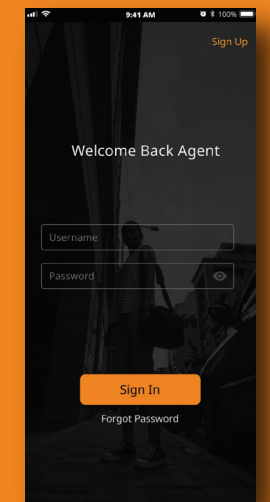 9:41 AM 100%
Sign Up
Welcome Back Agent
Username
Password
Sign In
Forgot Password